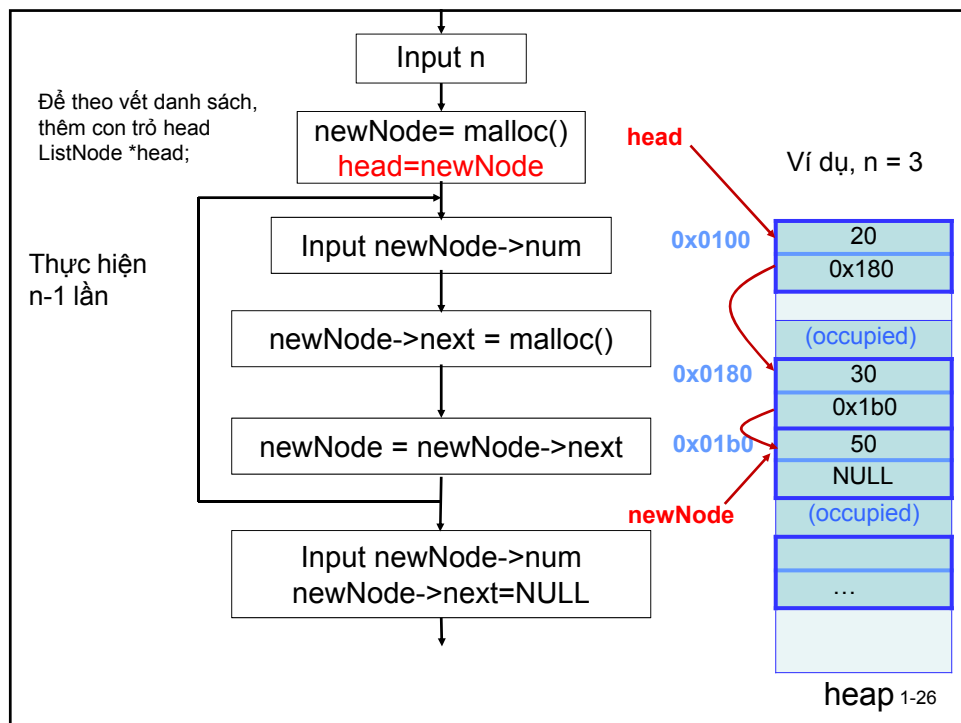 Input n
Để theo vết danh sách,
thêm con trỏ head
ListNode *head;
newNode= malloc()
head=newNode
Thực hiện
n-1 lần
Input newNode->num
newNode->next = malloc()
newNode = newNode->next
Input newNode->num
newNode->next=NULL
head
Ví dụ, n = 3
0x0100
20
0x180
(occupied)
0x0180
30
0x1b0
0x01b0
50
NULL
newNode
(occupied)
…
heap 1-26